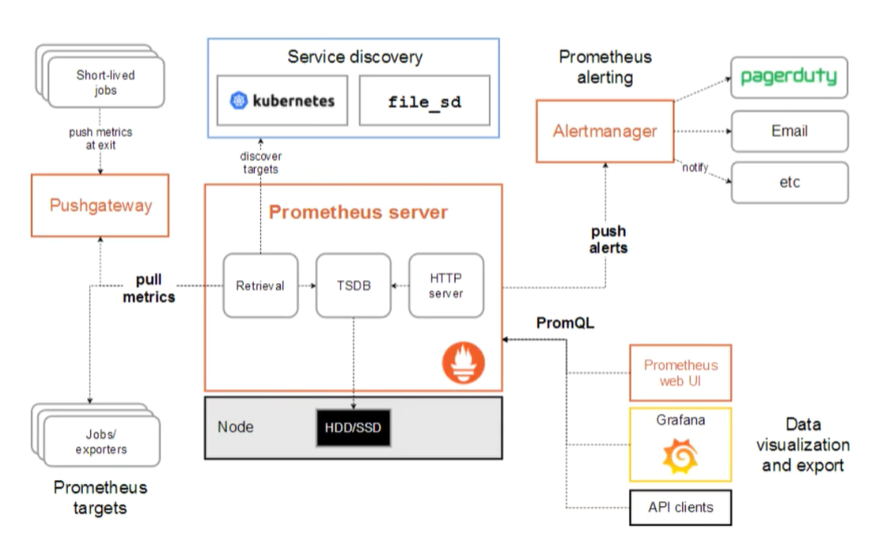 Short-lived
jobs
push metrics
at exit
Pushgateway
Service discovery
kubernetes
file_sd
discover
targets
Prometheus
alerting
Alertmanager
pagerduty
Email
notify
etc
Prometheus server
Retrieval
TSDB
HTTP
server
pull
metrics
push
alerts
PromQL
Node
HDD/SSD
Jobs/
exporters
Prometheus
targets
Prometheus
web UI
Grafana
API clients
Data
visualization
and export